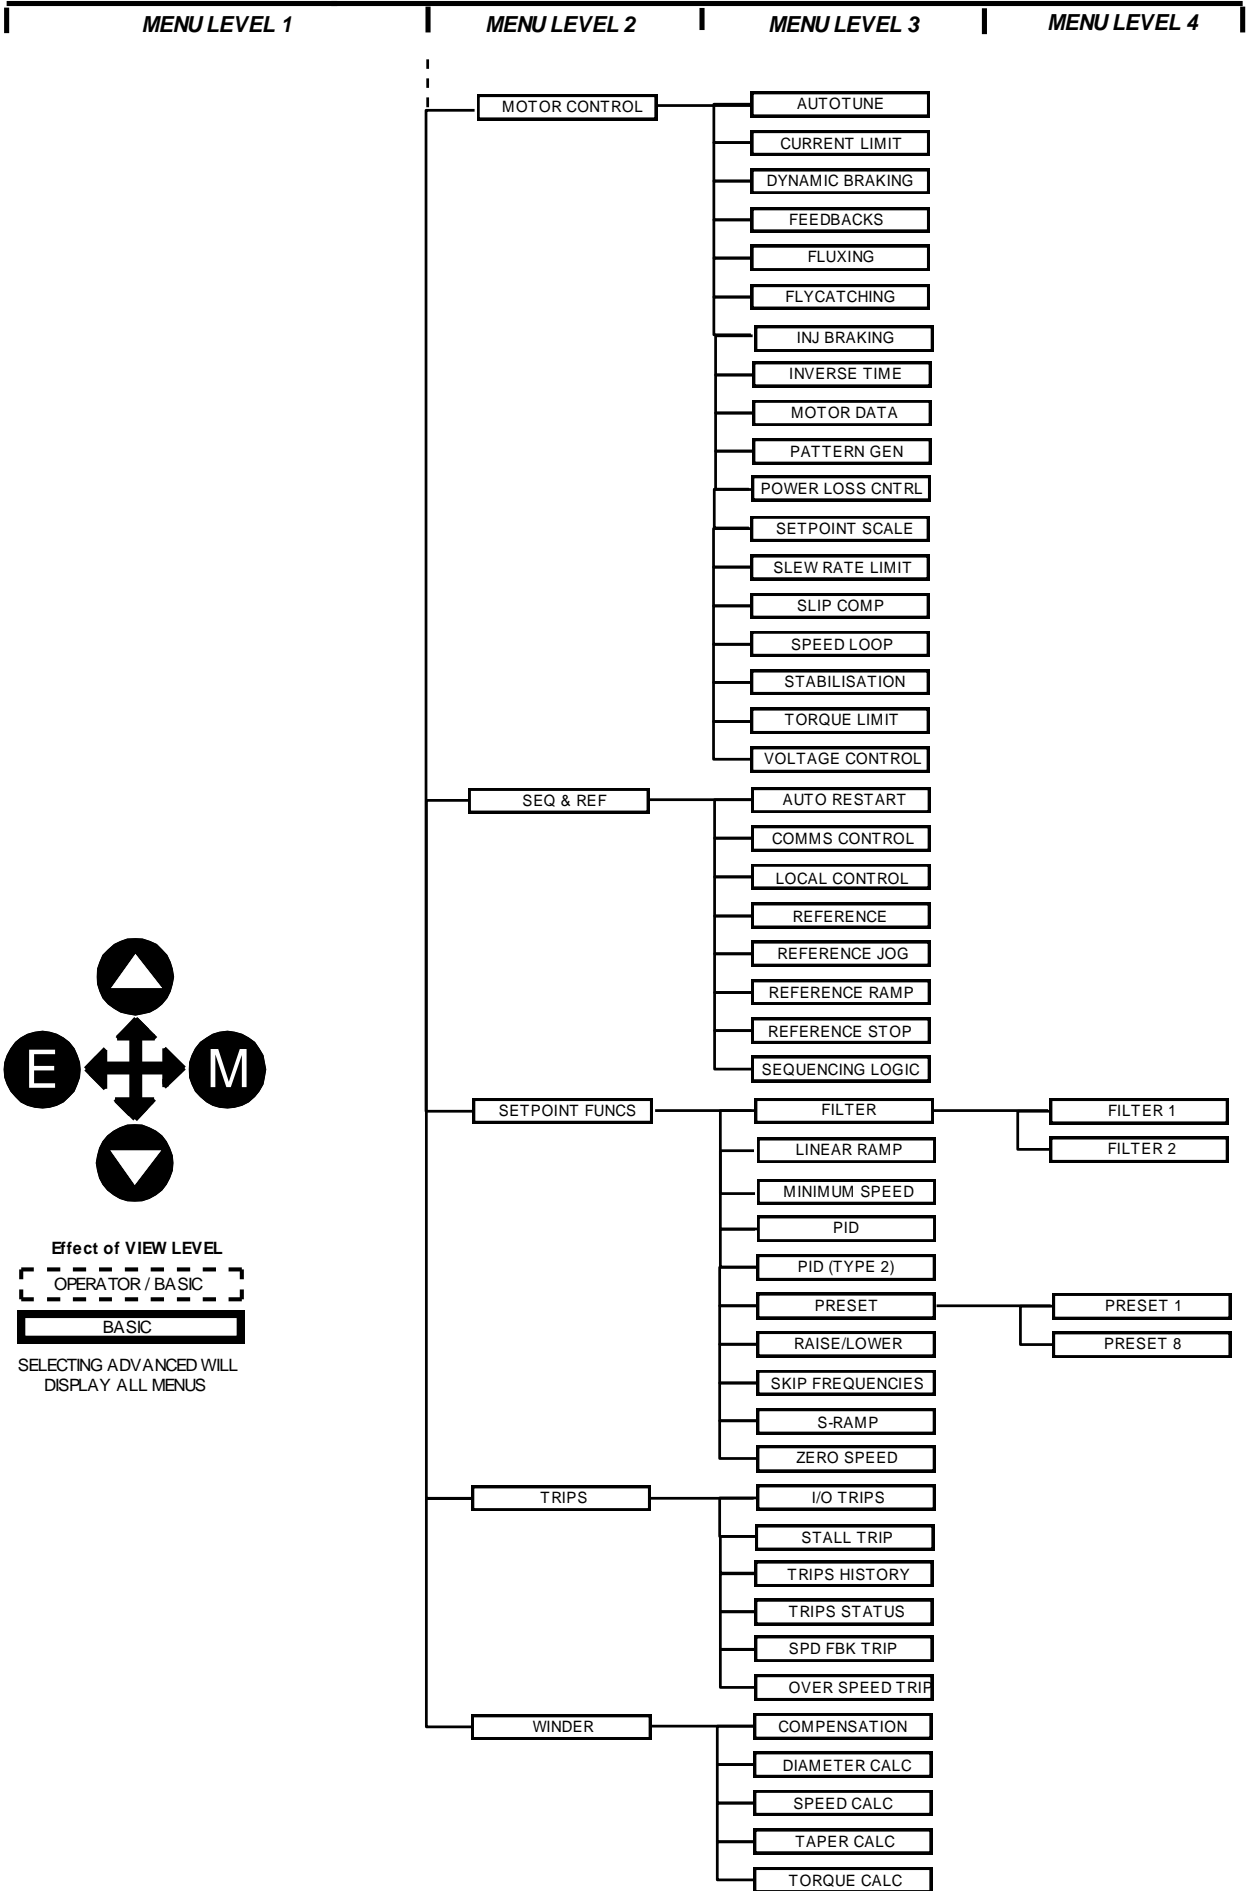 MENU LEVEL 1 MENU LEVEL 2 MENU LEVEL 3 MENU LEVEL 4
MOTOR CONTROL
AUTOTUNE
CURRENT LIMIT
DYNAMIC BRAKING
FEEDBACKS
FLUXING
FLYCATCHING
INJ BRAKING
INVERSE TIME
MOTOR DATA
PATTERN GEN
POWER LOSS CNTRL
SETPOINT SCALE
SLEW RATE LIMIT
SLIP COMP
SPEED LOOP
STABILISATION
TORQUE LIMIT
VOLTAGE CONTROL
SEQ & REF
AUTO RESTART
COMMS CONTROL
LOCAL CONTROL
REFERENCE
REFERENCE JOG
REFERENCE RAMP
REFERENCE STOP
SEQUENCING LOGIC
E M
SETPOINT FUNCS
FILTER
FILTER 1
FILTER 2
LINEAR RAMP
MINIMUM SPEED
PID
PID (TYPE 2)
PRESET
PRESET 1
PRESET 8
RAISE/LOWER
SKIP FREQUENCIES
S-RAMP
ZERO SPEED
Effect of VIEW LEVEL
OPERATOR / BASIC
BASIC
SELECTING ADVANCED WILL
DISPLAY ALL MENUS
TRIPS
I/O TRIPS
STALL TRIP
TRIPS HISTORY
TRIPS STATUS
SPD FBK TRIP
OVER SPEED TRIP
WINDER
COMPENSATION
DIAMETER CALC
SPEED CALC
TAPER CALC
TORQUE CALC